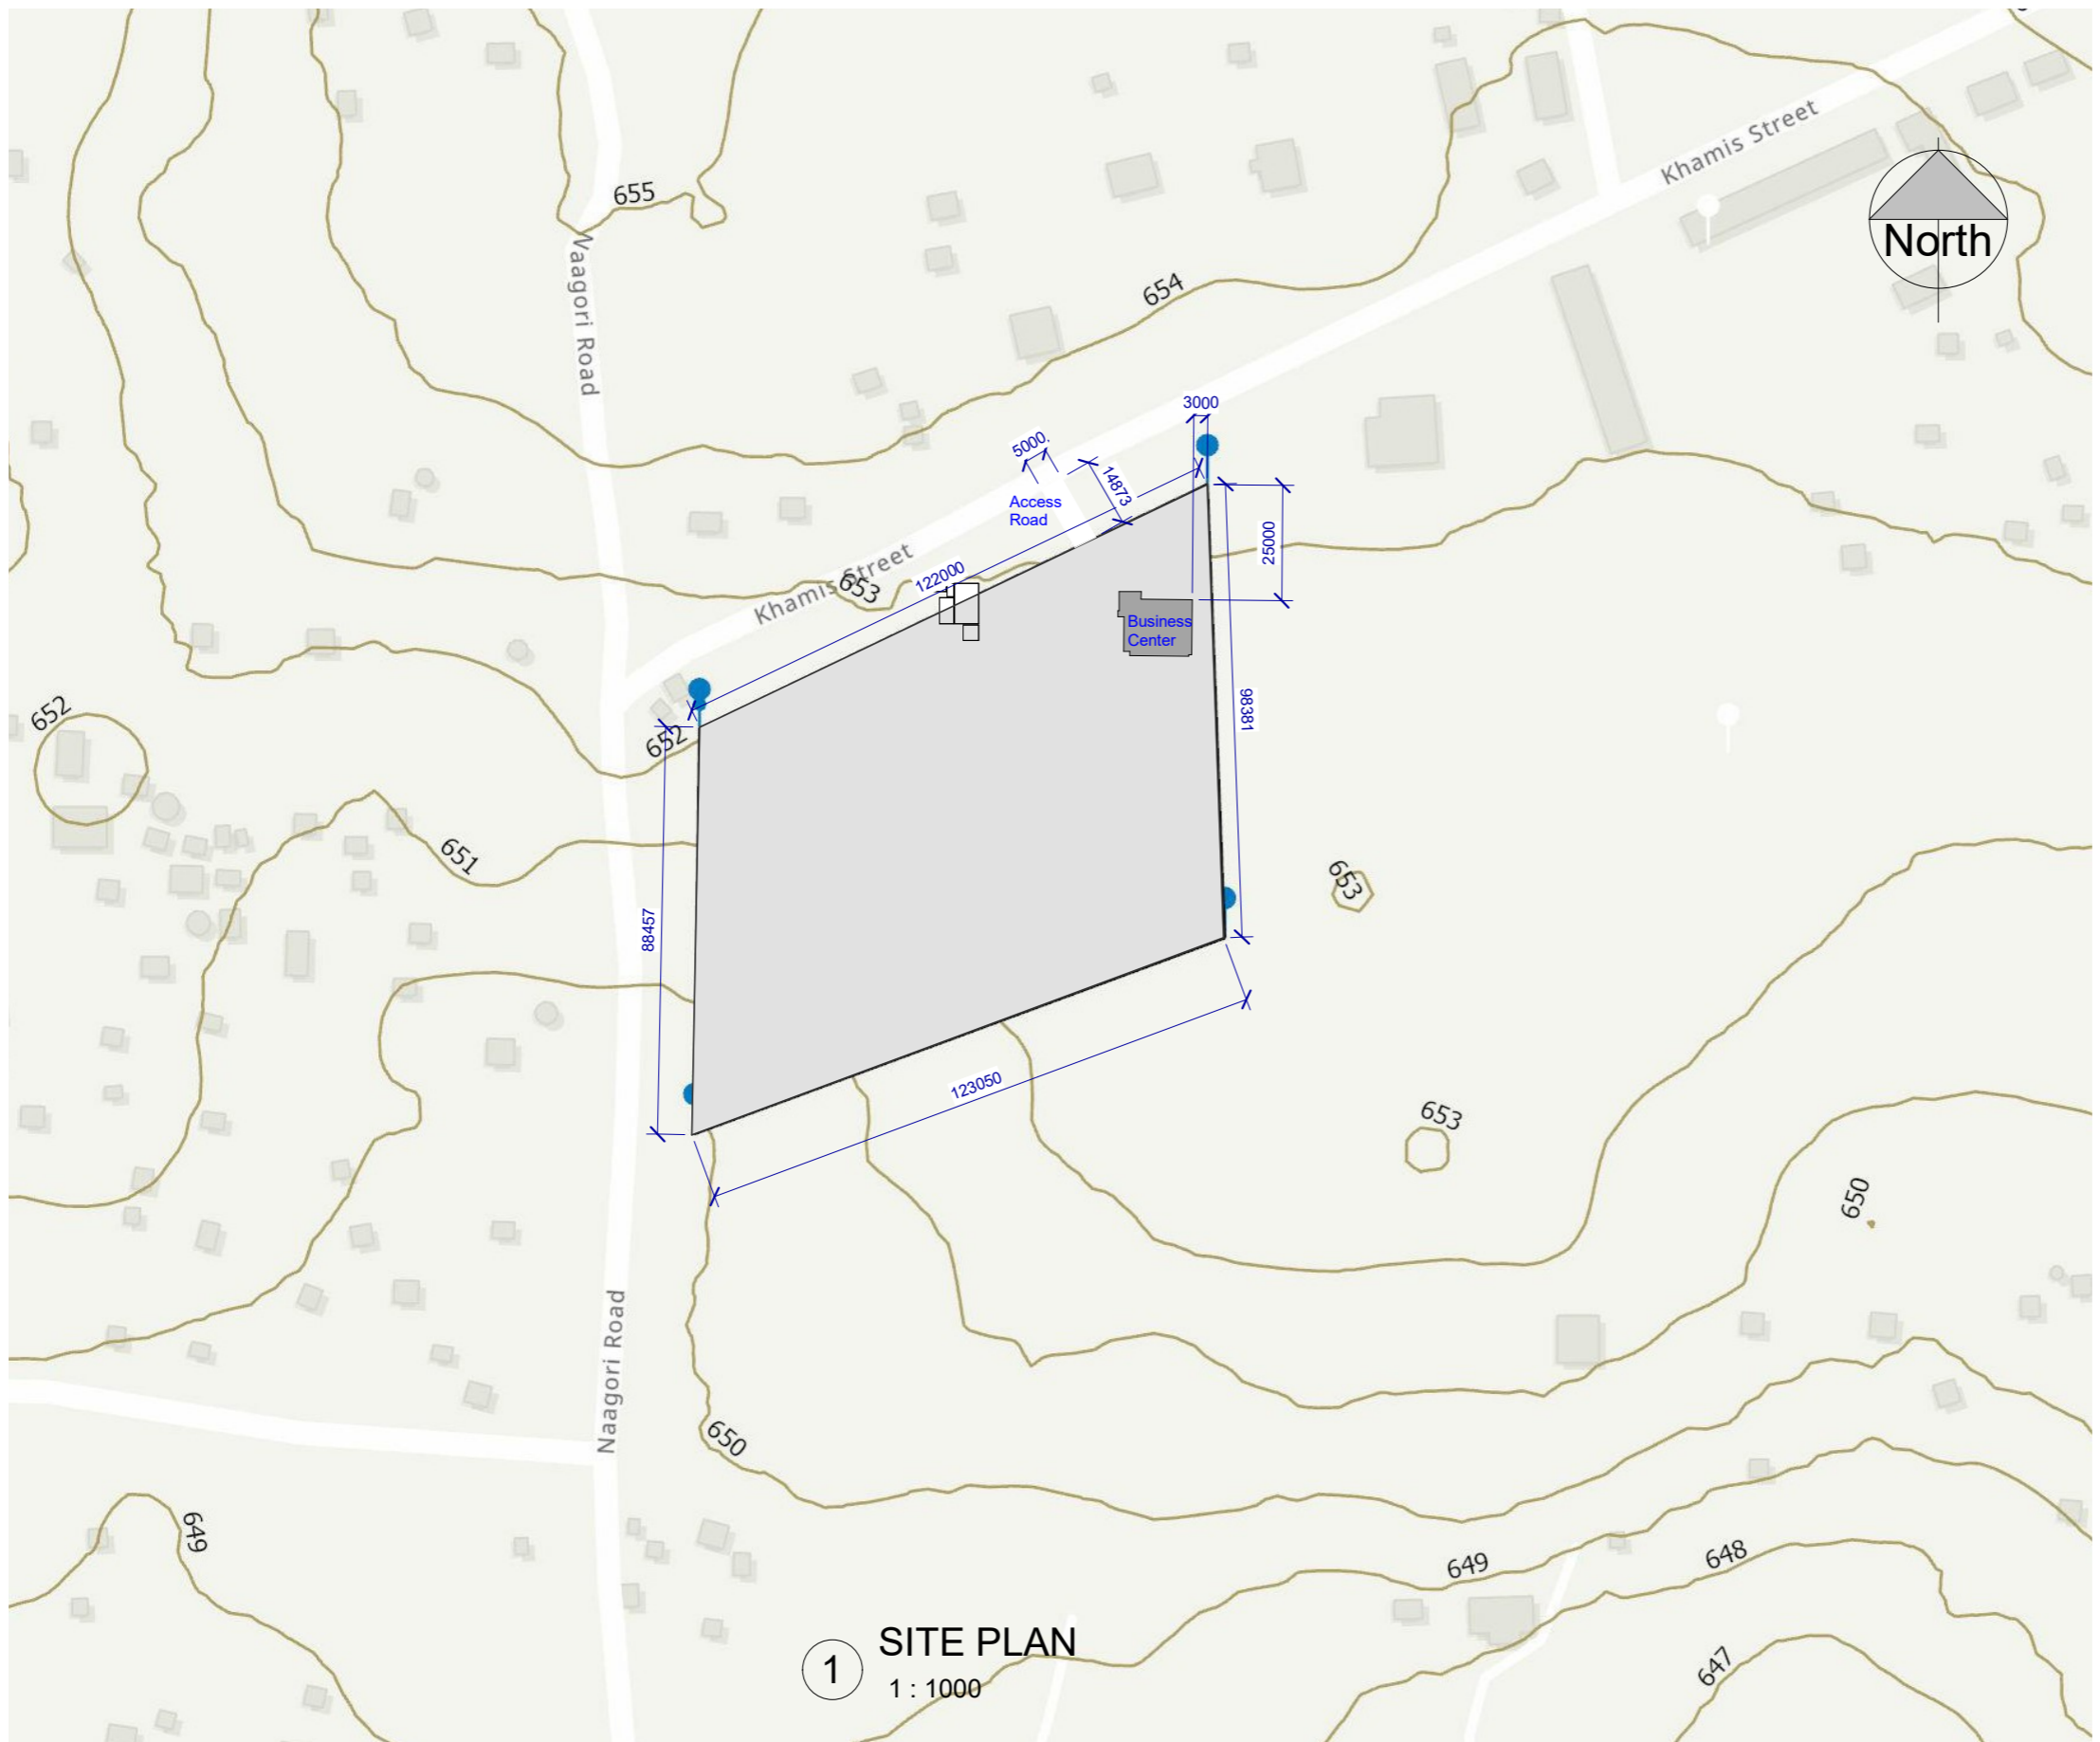 Khamis Street
North
655
Naagori Road
654
3000
5000.
14873
Access
Road
25000
Khamis Street
653
122000
Business
Center
98381
652
652
651
653
88457
123050
653
650
Naagori Road
650
649
649
648
647
1
SITE PLAN
1 : 1000